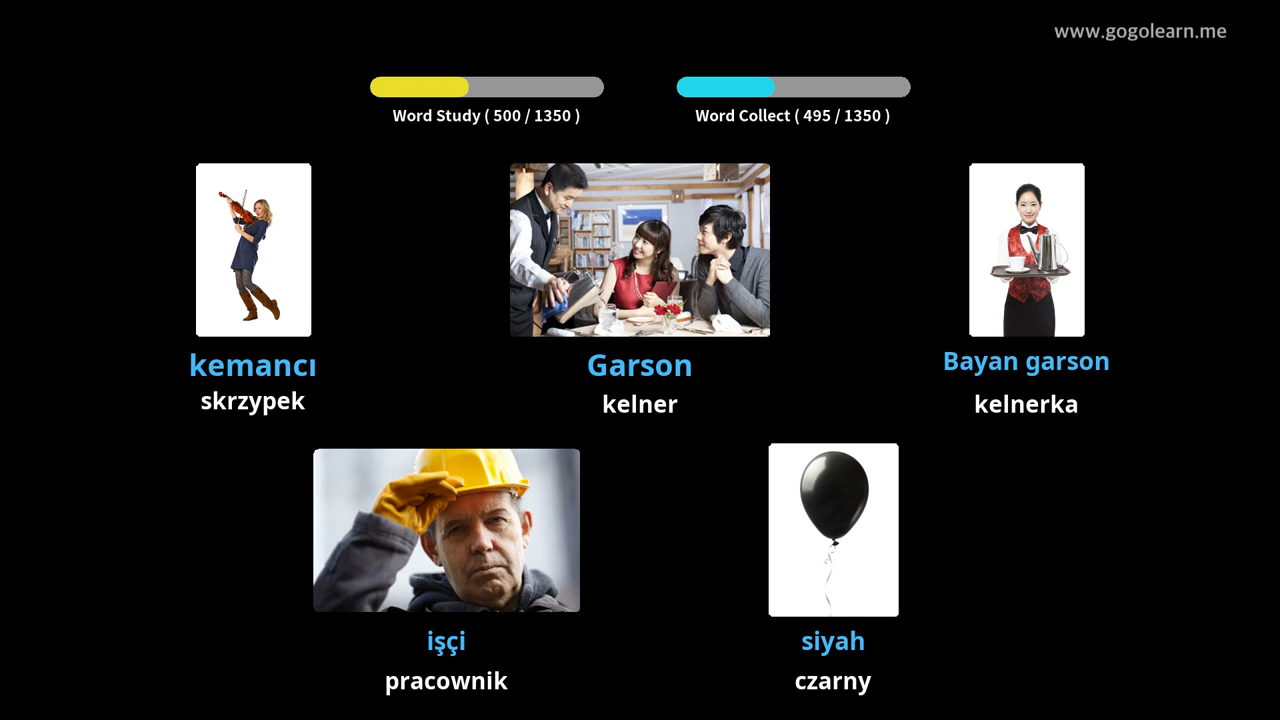 www.gogolearn.me
Word Study ( 500 / 1350 )
Word Collect ( 495 / 1350 )
kemancı
skrzypek
Garson
kelner
Bayan garson
kelnerka
işçi
pracownik
siyah
czarny